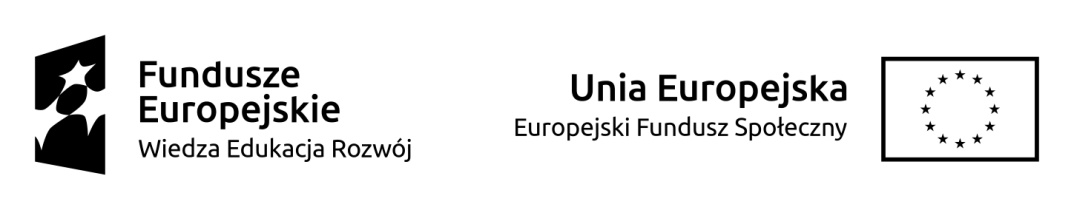 Fundusze
Europejskie
Wiedza Edukacja Rozwój
Unia Europejska
Europejski Fundusz Społeczny